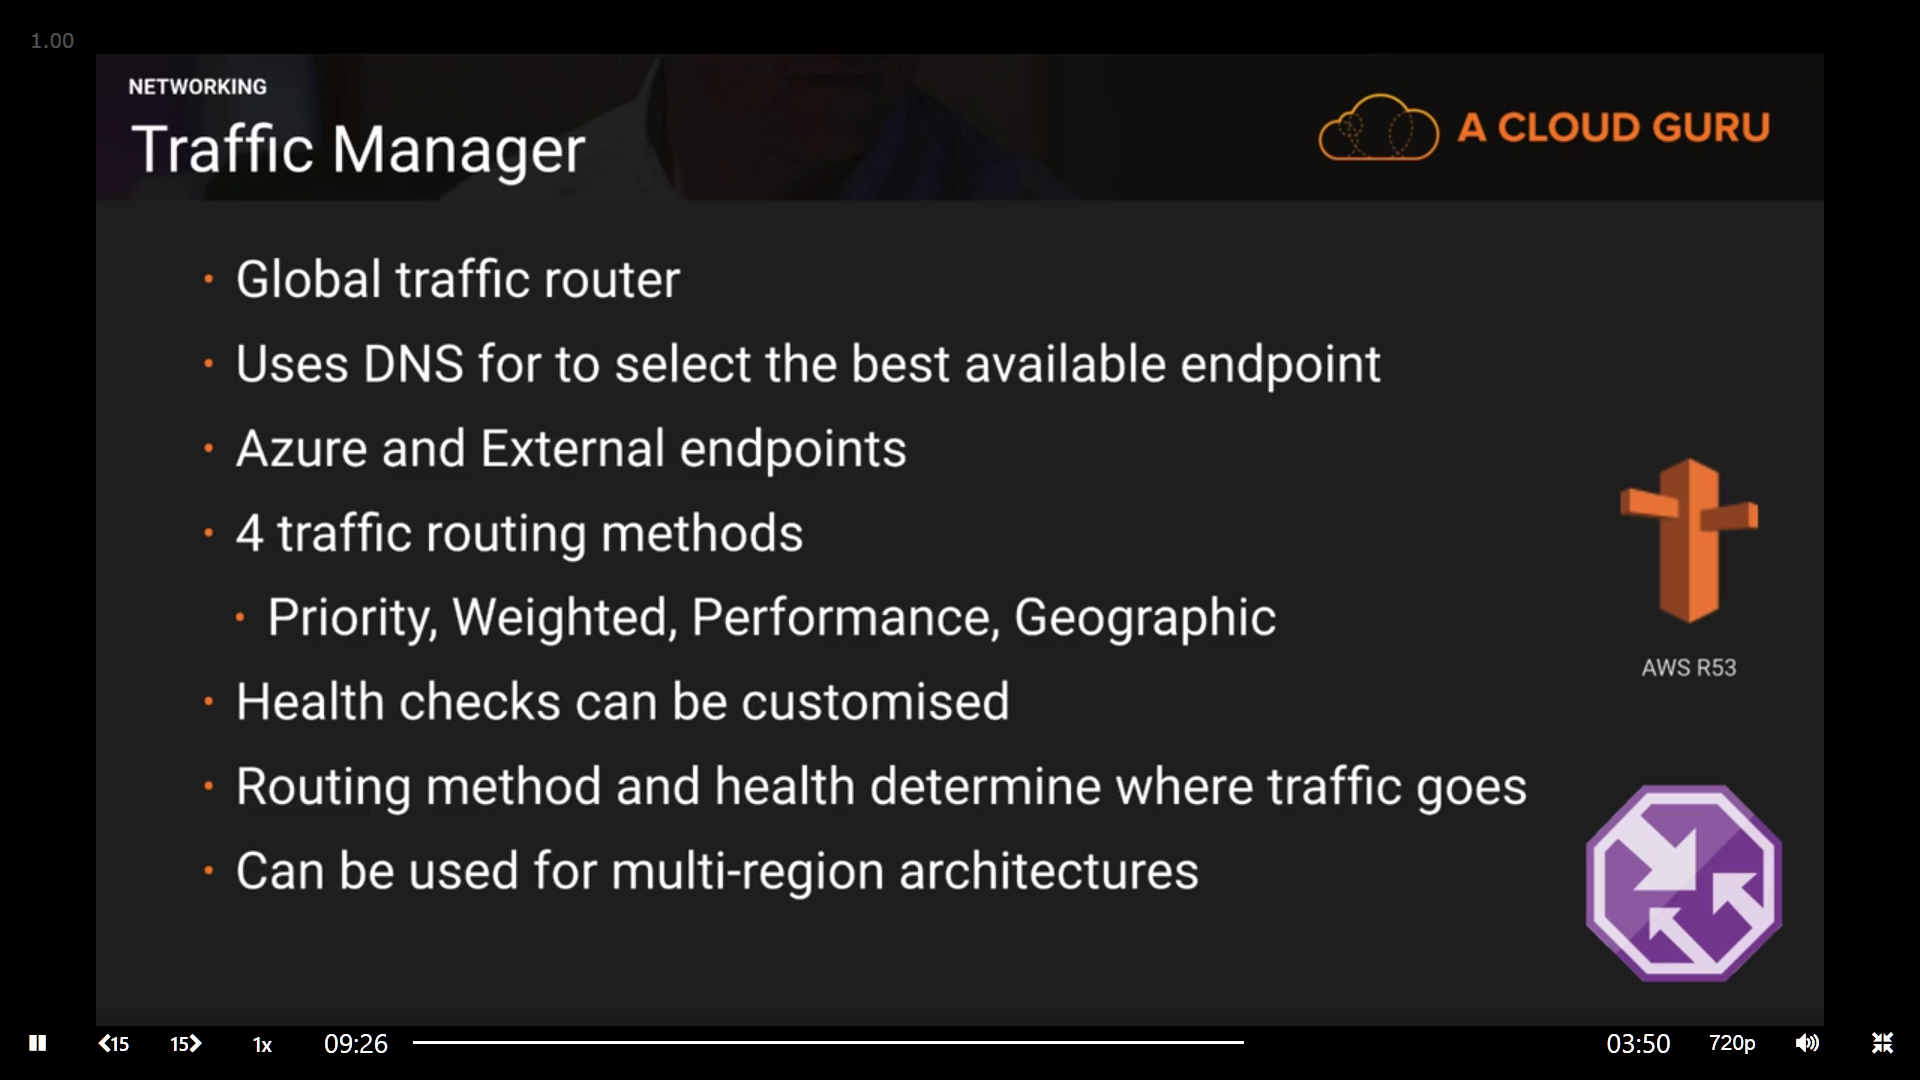 1.00
NETWORKING
Traffic Manager
A CLOUD GURU
• Global traffic router
• Uses DNS for to select the best available endpoint
• Azure and External endpoints
• 4 traffic routing methods
• Priority, Weighted, Performance, Geographic
AWS R53
• Health checks can be customised
• Routing method and health determine where traffic goes
• Can be used for multi-region architectures
15 15 1x 09:26 03:50 720p